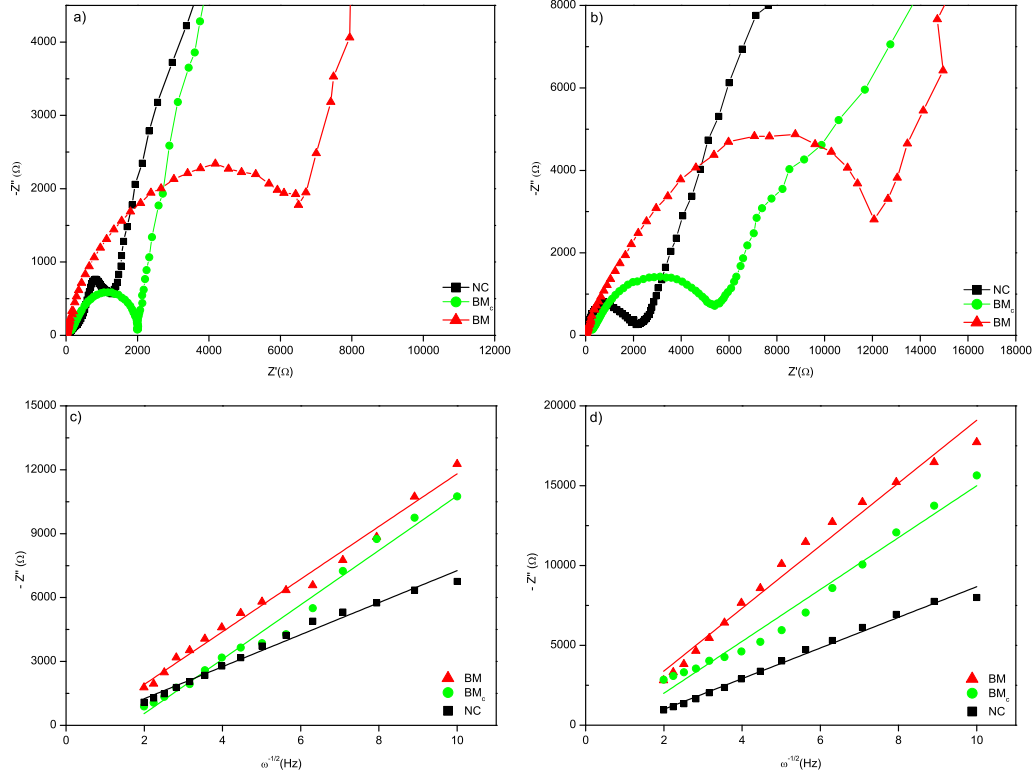 a)
-Z''(Ω)
4000
3000
2000
1000
0
0 2000 4000 6000 8000 10000 12000
Z'(Ω)
NC
BMc
BM
b)
-Z''(Ω)
8000
6000
4000
2000
0
0 2000 4000 6000 8000 10000 12000 14000 16000 18000
Z'(Ω)
NC
BMc
BM
c)
- Z'' (Ω)
15000
12000
9000
6000
3000
0
0 2 4 6 8 10
ω-1/2(Hz)
BM
BMc
NC
d)
- Z'' (Ω)
20000
15000
10000
5000
0
0 2 4 6 8 10
ω-1/2(Hz)
BM
BMc
NC